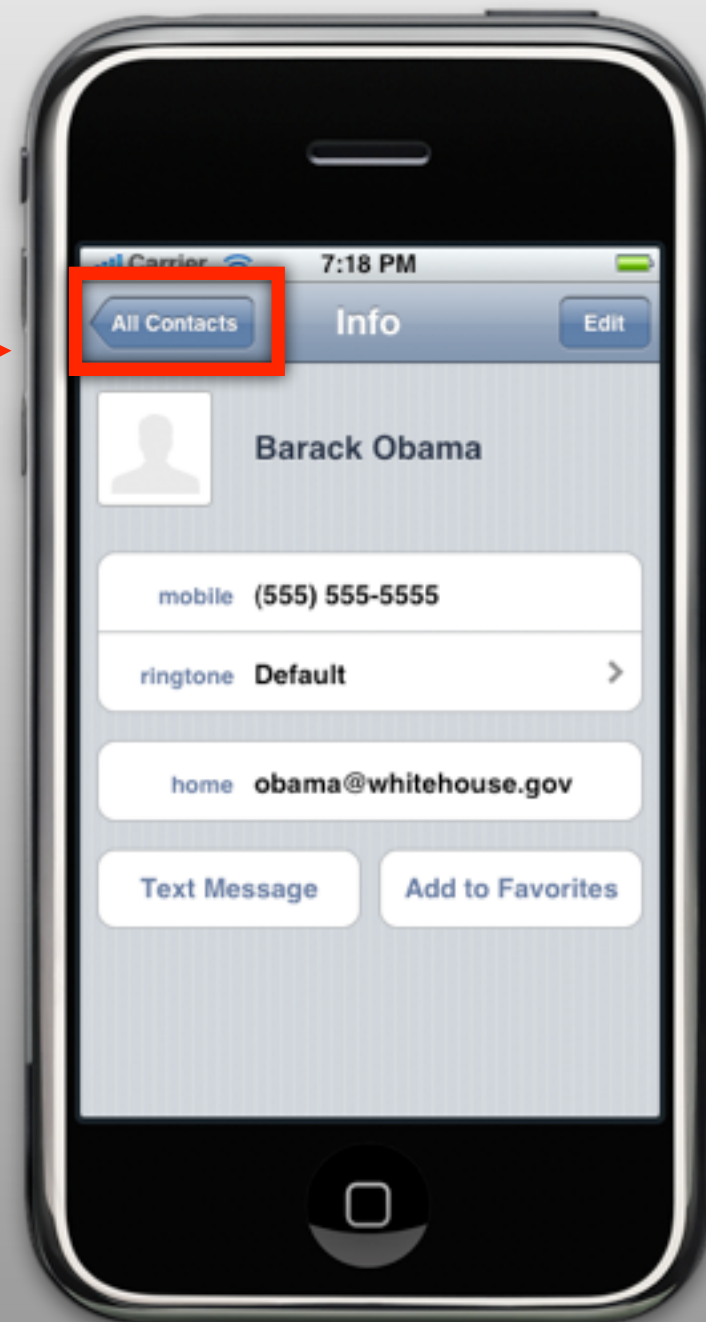 Carrier 7:18 PM
All Contacts Info Edit
Barack Obama
mobile (555) 555-5555
ringtone Default
home obama@whitehouse.gov
Text Message Add to Favorites